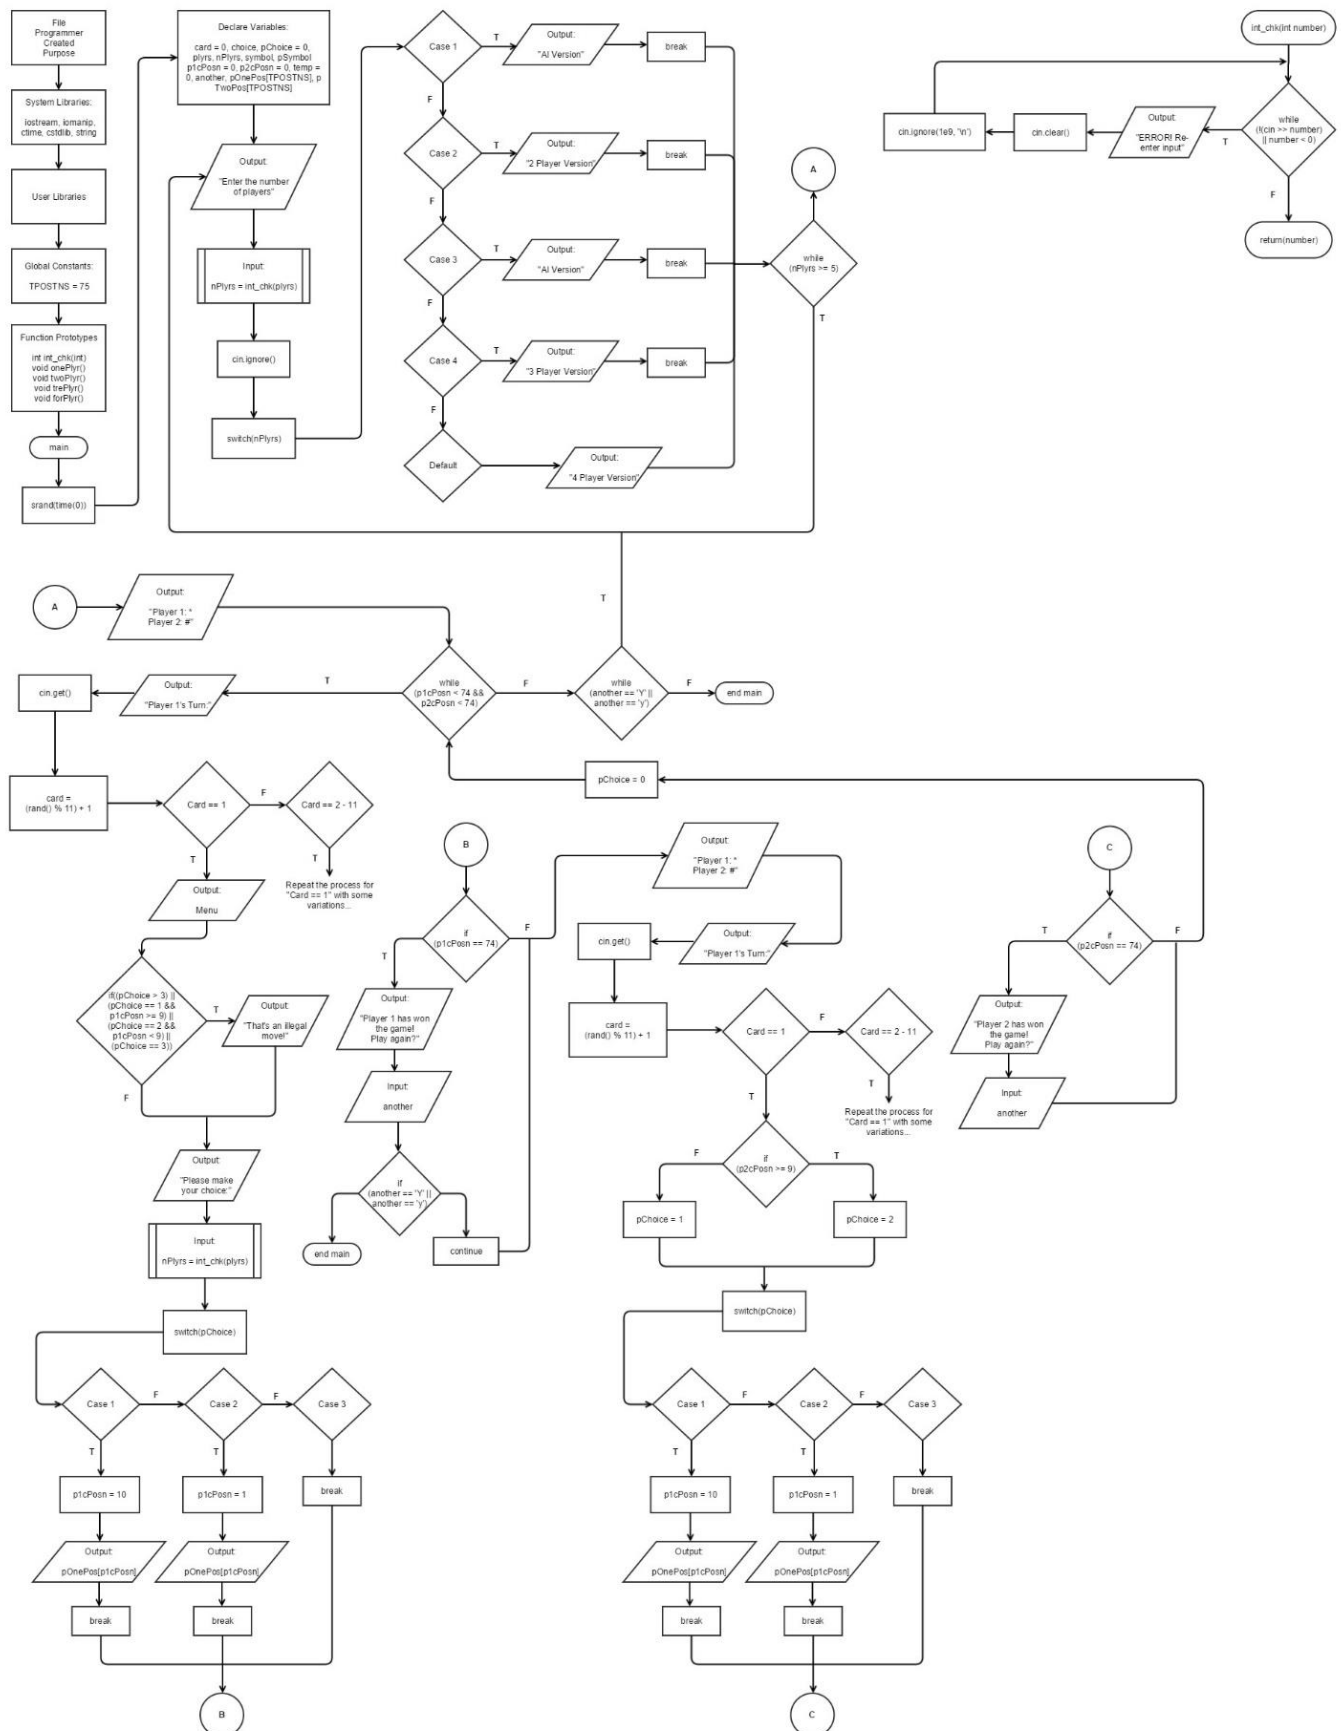 File
Programmer
Created
Purpose
System Libraries:
iostream, iomanip,
ctime, cstdlib, string
User Libraries
Global Constants:
TPOSTNS = 75
Function Prototypes
int int_chk(int)
void onePlyr()
void twoPlyr()
void trePlyr()
void forPlyr()
main
srand(time(0))
Declare Variables:
card = 0, choice, pChoice = 0,
plyrs, nPlyrs, symbol, pSymbol
p1cPosn = 0, p2cPosn = 0, temp =
0, another, pOnePos[TPOSTNS], p
TwoPos[TPOSTNS]
Output:
"Enter the number
of players"
Input:
nPlyrs = int_chk(plyrs)
cin.ignore()
switch(nPlyrs)
Case 1
T
Output:
"AI Version"
break
F
Case 2
T
Output:
"2 Player Version"
break
F
Case 3
T
Output:
"AI Version"
break
F
Case 4
T
Output:
"3 Player Version"
break
F
Default
Output:
"4 Player Version"
A
while
(nPlyrs >= 5)
T
int_chk(int number)
while
(!(cin >> number)
|| number < 0)
T
Output:
"ERROR! Re-
enter input"
cin.clear()
cin.ignore(1e9, '\n')
F
return(number)
A
Output:
"Player 1: *
Player 2: #"
while
(p1cPosn < 74 &&
p2cPosn < 74)
F
while
(another == 'Y' ||
another == 'y')
T
F
end main
T
Output:
"Player 1's Turn:"
cin.get()
card =
(rand() % 11) + 1
Card == 1
F
Card == 2 - 11
T
Repeat the process for
"Card == 1" with some
variations...
T
Output:
Menu
if((pChoice > 3) ||
(pChoice == 1 &&
p1cPosn >= 9) ||
(pChoice == 2 &&
p1cPosn < 9) ||
(pChoice == 3))
T
Output:
"That's an illegal
move!"
F
Output:
"Please make
your choice:"
Input:
nPlyrs = int_chk(plyrs)
switch(pChoice)
Case 1
F
Case 2
F
Case 3
T
T
p1cPosn = 10
p1cPosn = 1
break
Output:
pOnePos[p1cPosn]
Output:
pOnePos[p1cPosn]
break
break
B
B
if
(p1cPosn == 74)
F
T
Output:
"Player 1 has won
the game!
Play again?"
Input:
another
if
(another == 'Y' ||
another == 'y')
end main
continue
pChoice = 0
Output:
"Player 1: *
Player 2: #"
Output:
"Player 1's Turn:"
cin.get()
card =
(rand() % 11) + 1
Card == 1
F
Card == 2 - 11
T
Repeat the process for
"Card == 1" with some
variations...
T
if
(p2cPosn >= 9)
F
T
pChoice = 1
pChoice = 2
switch(pChoice)
Case 1
F
Case 2
F
Case 3
T
T
p1cPosn = 10
p1cPosn = 1
break
Output:
pOnePos[p1cPosn]
Output:
pOnePos[p1cPosn]
break
break
C
C
if
(p2cPosn == 74)
T
F
Output:
"Player 2 has won
the game!
Play again?"
Input:
another